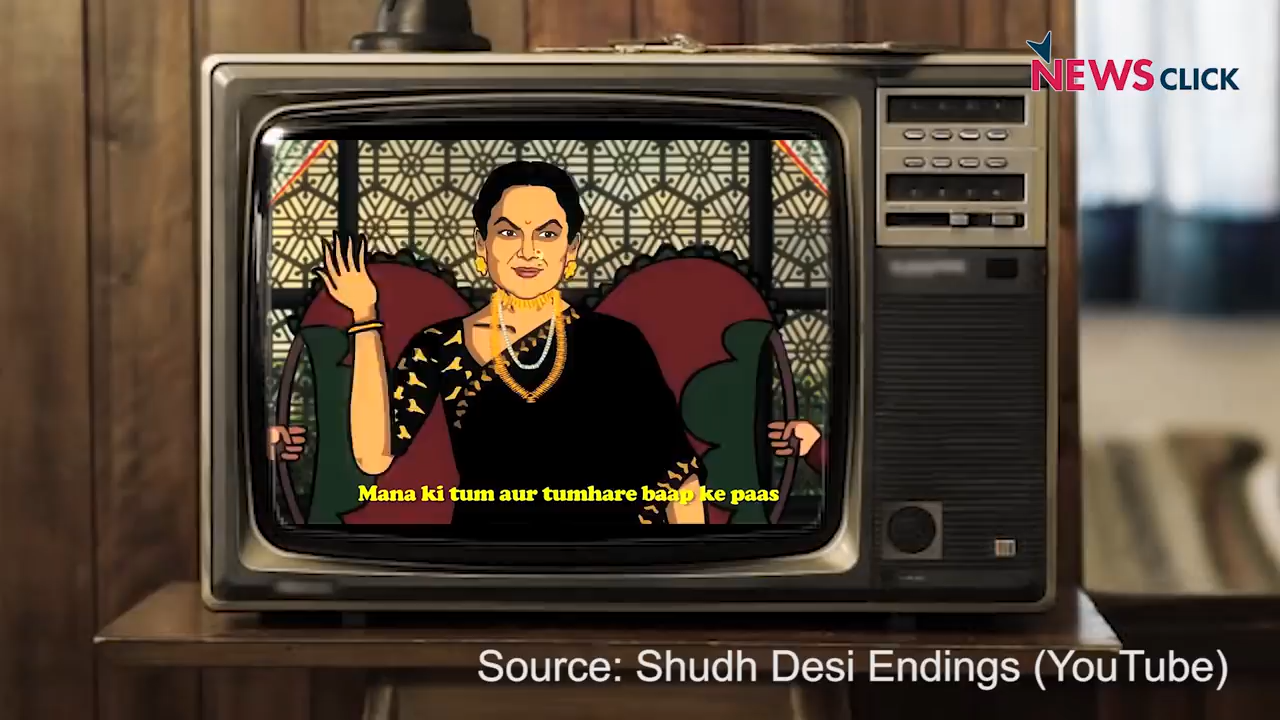 NEWS CLICK
Mana ki tum aur tumhare baap ke paas
Source: Shudh Desi Endings (YouTube)